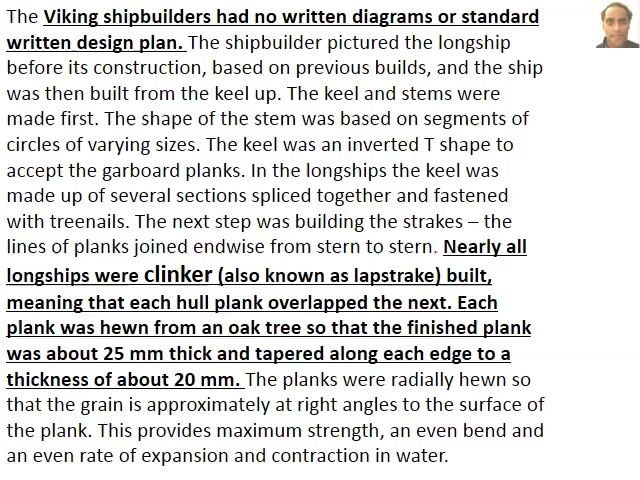 The Viking shipbuilders had no written diagrams or standard
written design plan. The shipbuilder pictured the longship
before its construction, based on previous builds, and the ship
was then built from the keel up. The keel and stems were
made first. The shape of the stem was based on segments of
circles of varying sizes. The keel was an inverted T shape to
accept the garboard planks. In the longships the keel was
made up of several sections spliced together and fastened
with treenails. The next step was building the strakes – the
lines of planks joined endwise from stern to stern. Nearly all
longships were clinker (also known as lapstrake) built,
meaning that each hull plank overlapped the next. Each
plank was hewn from an oak tree so that the finished plank
was about 25 mm thick and tapered along each edge to a
thickness of about 20 mm. The planks were radially hewn so
that the grain is approximately at right angles to the surface of
the plank. This provides maximum strength, an even bend and
an even rate of expansion and contraction in water.